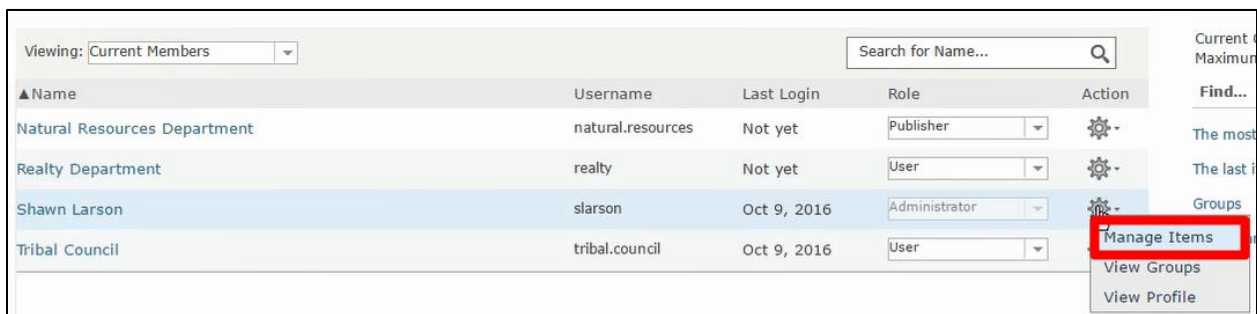 Viewing: Current Members
Search for Name...
Current
Maximum
▲Name Username Last Login Role Action
Find...
Natural Resources Department natural.resources Not yet Publisher
The most
Realty Department realty Not yet User
The last i
Shawn Larson slarson Oct 9, 2016 Administrator
Groups
Tribal Council tribal.council Oct 9, 2016 User
Manage Items
View Groups
View Profile